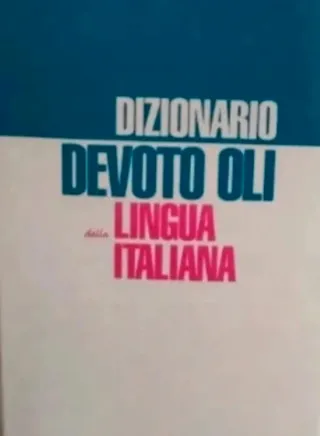 DIZIONARIO
DEVOTO OLI
della LINGUA
ITALIANA